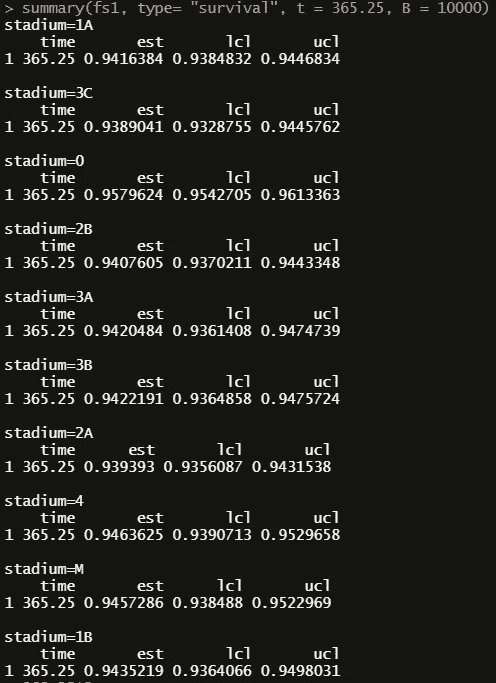 > summary(fs1, type= "survival", t = 365.25, B = 10000)
stadium=1A
time est lcl ucl
1 365.25 0.9416384 0.9384832 0.9446834
stadium=3C
time est lcl ucl
1 365.25 0.9389041 0.9328755 0.9445762
stadium=0
time est lcl ucl
1 365.25 0.9579624 0.9542705 0.9613363
stadium=2B
time est lcl ucl
1 365.25 0.9407605 0.9370211 0.9443348
stadium=3A
time est lcl ucl
1 365.25 0.9420484 0.9361408 0.9474739
stadium=3B
time est lcl ucl
1 365.25 0.9422191 0.9364858 0.9475724
stadium=2A
time est lcl ucl
1 365.25 0.939393 0.9356087 0.9431538
stadium=4
time est lcl ucl
1 365.25 0.9463625 0.9390713 0.9529658
stadium=M
time est lcl ucl
1 365.25 0.9457286 0.938488 0.9522969
stadium=1B
time est lcl ucl
1 365.25 0.9435219 0.9364066 0.9498031